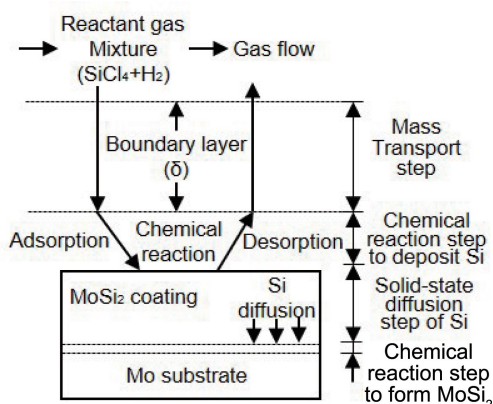 Reactant gas
Mixture
(SiCl₄+H₂)
Gas flow
Boundary layer
(δ)
Mass
Transport
step
Adsorption
Chemical
reaction
Desorption
Chemical
reaction step
to deposit Si
MoSi₂ coating
Si
diffusion
Solid-state
diffusion
step of Si
Mo substrate
Chemical
reaction step
to form MoSi₂